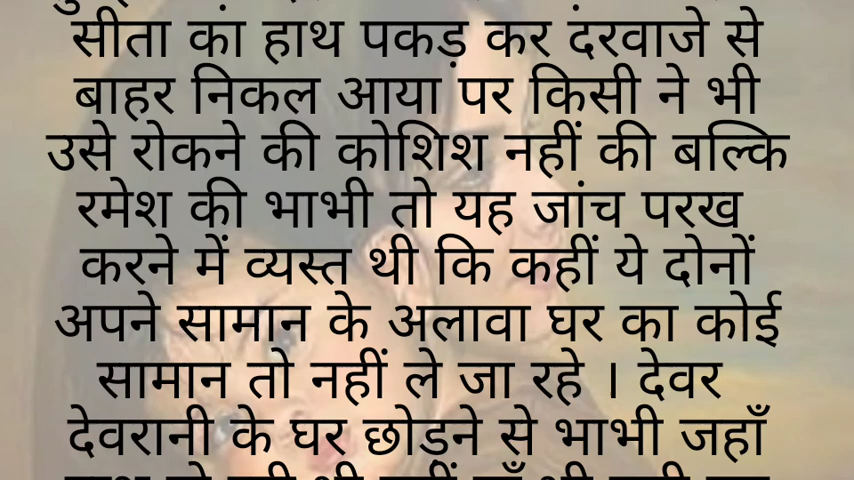 सीता का हाथ पकड़ कर दरवाजे से
बाहर निकल आया पर किसी ने भी
उसे रोकने की कोशिश नहीं की बल्कि
रमेश की भाभी तो यह जांच परख
करने में व्यस्त थी कि कहीं ये दोनों
अपने सामान के अलावा घर का कोई
सामान तो नहीं ले जा रहे । देवर
देवरानी के घर छोड़ने से भाभी जहाँ